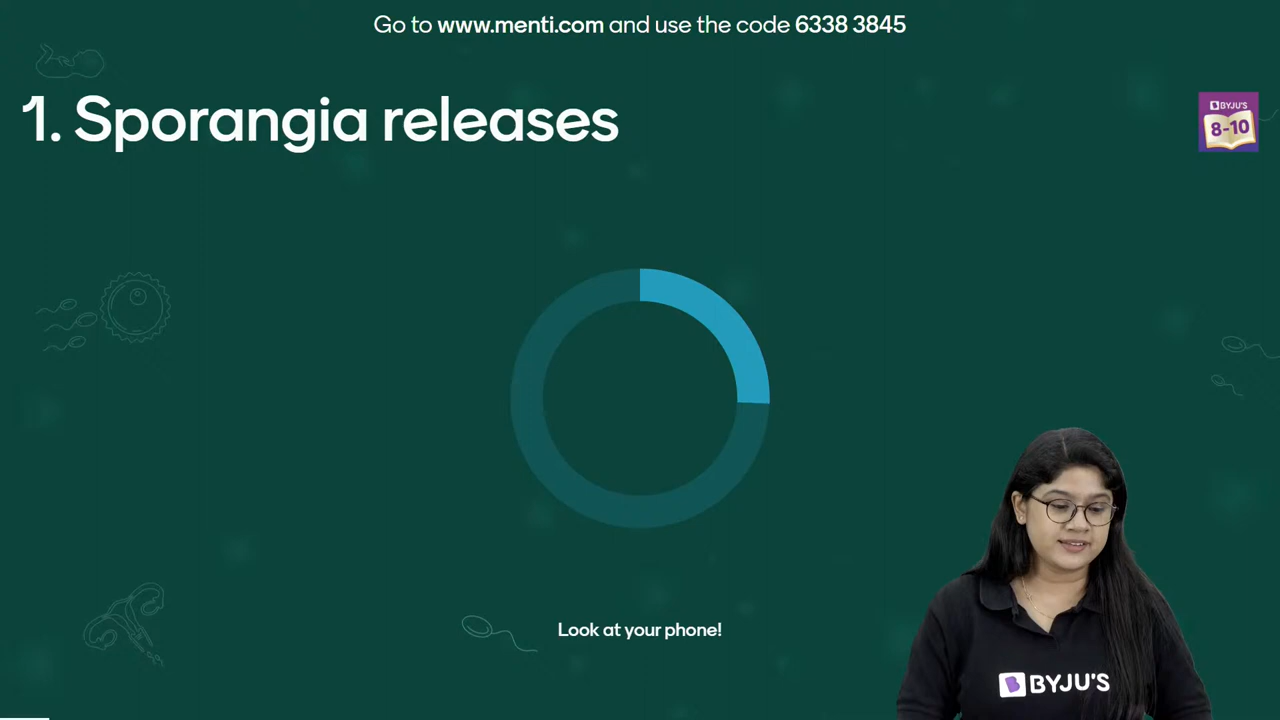 Go to www.menti.com and use the code 6338 3845
1. Sporangia releases
BYJU'S
8-10
Look at your phone!
BYJU'S